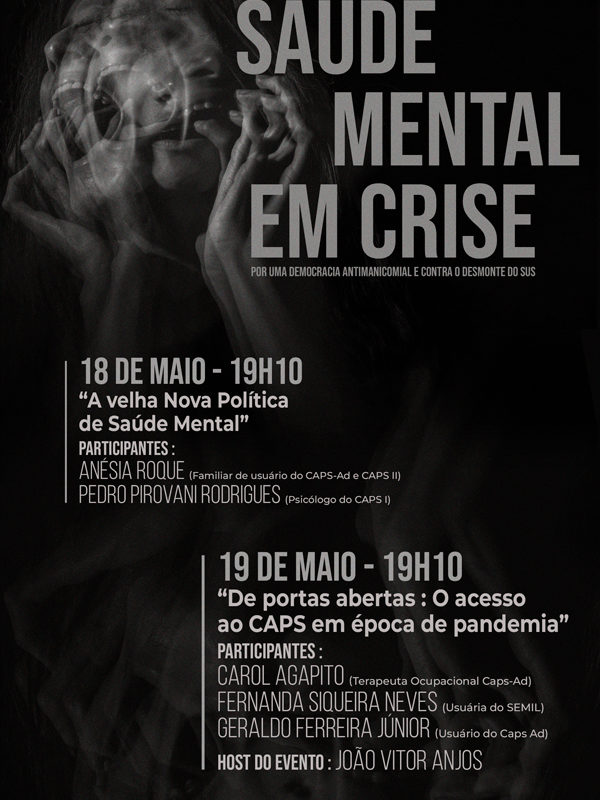 SAÚDE
MENTAL
EM CRISE
POR UMA DEMOCRACIA ANTIMANICOMIAL E CONTRA O DESMONTE DO SUS
18 DE MAIO - 19H10
“A velha Nova Política
de Saúde Mental”
PARTICIPANTES :
ANÉSIA ROQUE (Familiar de usuário do CAPS-Ad e CAPS II)
PEDRO PIROVANI RODRIGUES (Psicólogo do CAPS I)
19 DE MAIO - 19H10
“De portas abertas : O acesso
ao CAPS em época de pandemia”
PARTICIPANTES :
CAROL AGAPITO (Terapeuta Ocupacional Caps-Ad)
FERNANDA SIQUEIRA NEVES (Usuária do SEMIL)
GERALDO FERREIRA JÚNIOR (Usuário do Caps Ad)
HOST DO EVENTO : JOÃO VITOR ANJOS